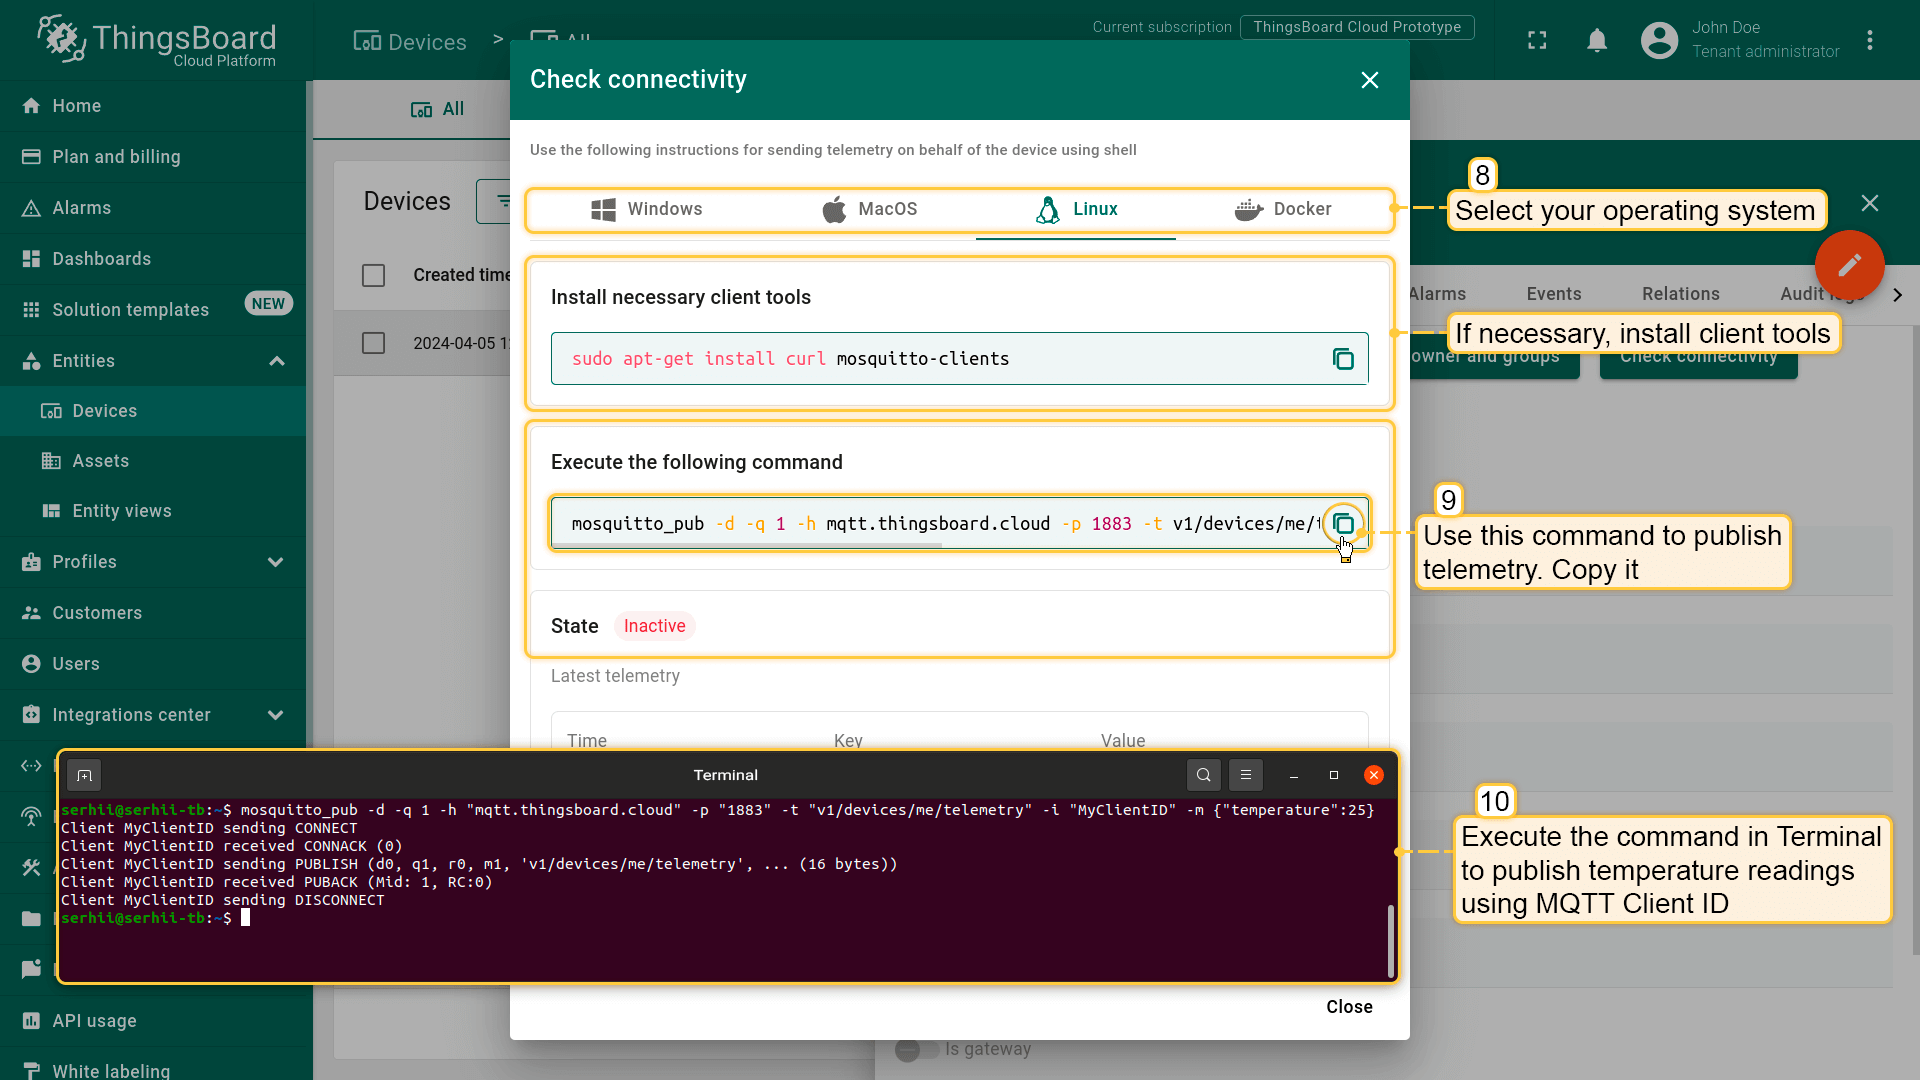 ThingsBoard
Cloud Platform
Devices
>
Current subscription
ThingsBoard Cloud Prototype
John Doe
Tenant administrator
Home
Plan and billing
Alarms
Dashboards
Solution templates
NEW
Entities
Devices
Assets
Entity views
Profiles
Customers
Users
Integrations center
API usage
White labeling
All
Devices
Created time
2024-04-05 1
Check connectivity
Use the following instructions for sending telemetry on behalf of the device using shell
Windows
MacOS
Linux
Docker
Install necessary client tools
sudo apt-get install curl mosquitto-clients
Execute the following command
mosquitto_pub -d -q 1 -h mqtt.thingsboard.cloud -p 1883 -t v1/devices/me/t
State
Inactive
Latest telemetry
Time
Key
Value
Terminal
serhii@serhii-tb:~$ mosquitto_pub -d -q 1 -h "mqtt.thingsboard.cloud" -p "1883" -t "v1/devices/me/telemetry" -i "MyClientID" -m {"temperature":25}
Client MyClientID sending CONNECT
Client MyClientID received CONNACK (0)
Client MyClientID sending PUBLISH (d0, q1, r0, m1, 'v1/devices/me/telemetry', ... (16 bytes))
Client MyClientID received PUBACK (Mid: 1, RC:0)
Client MyClientID sending DISCONNECT
serhii@serhii-tb:~$
Close
Is gateway
8
Select your operating system
Alarms
Events
Relations
Audit logs
If necessary, install client tools
owner and groups
Check connectivity
9
Use this command to publish
telemetry. Copy it
10
Execute the command in Terminal
to publish temperature readings
using MQTT Client ID